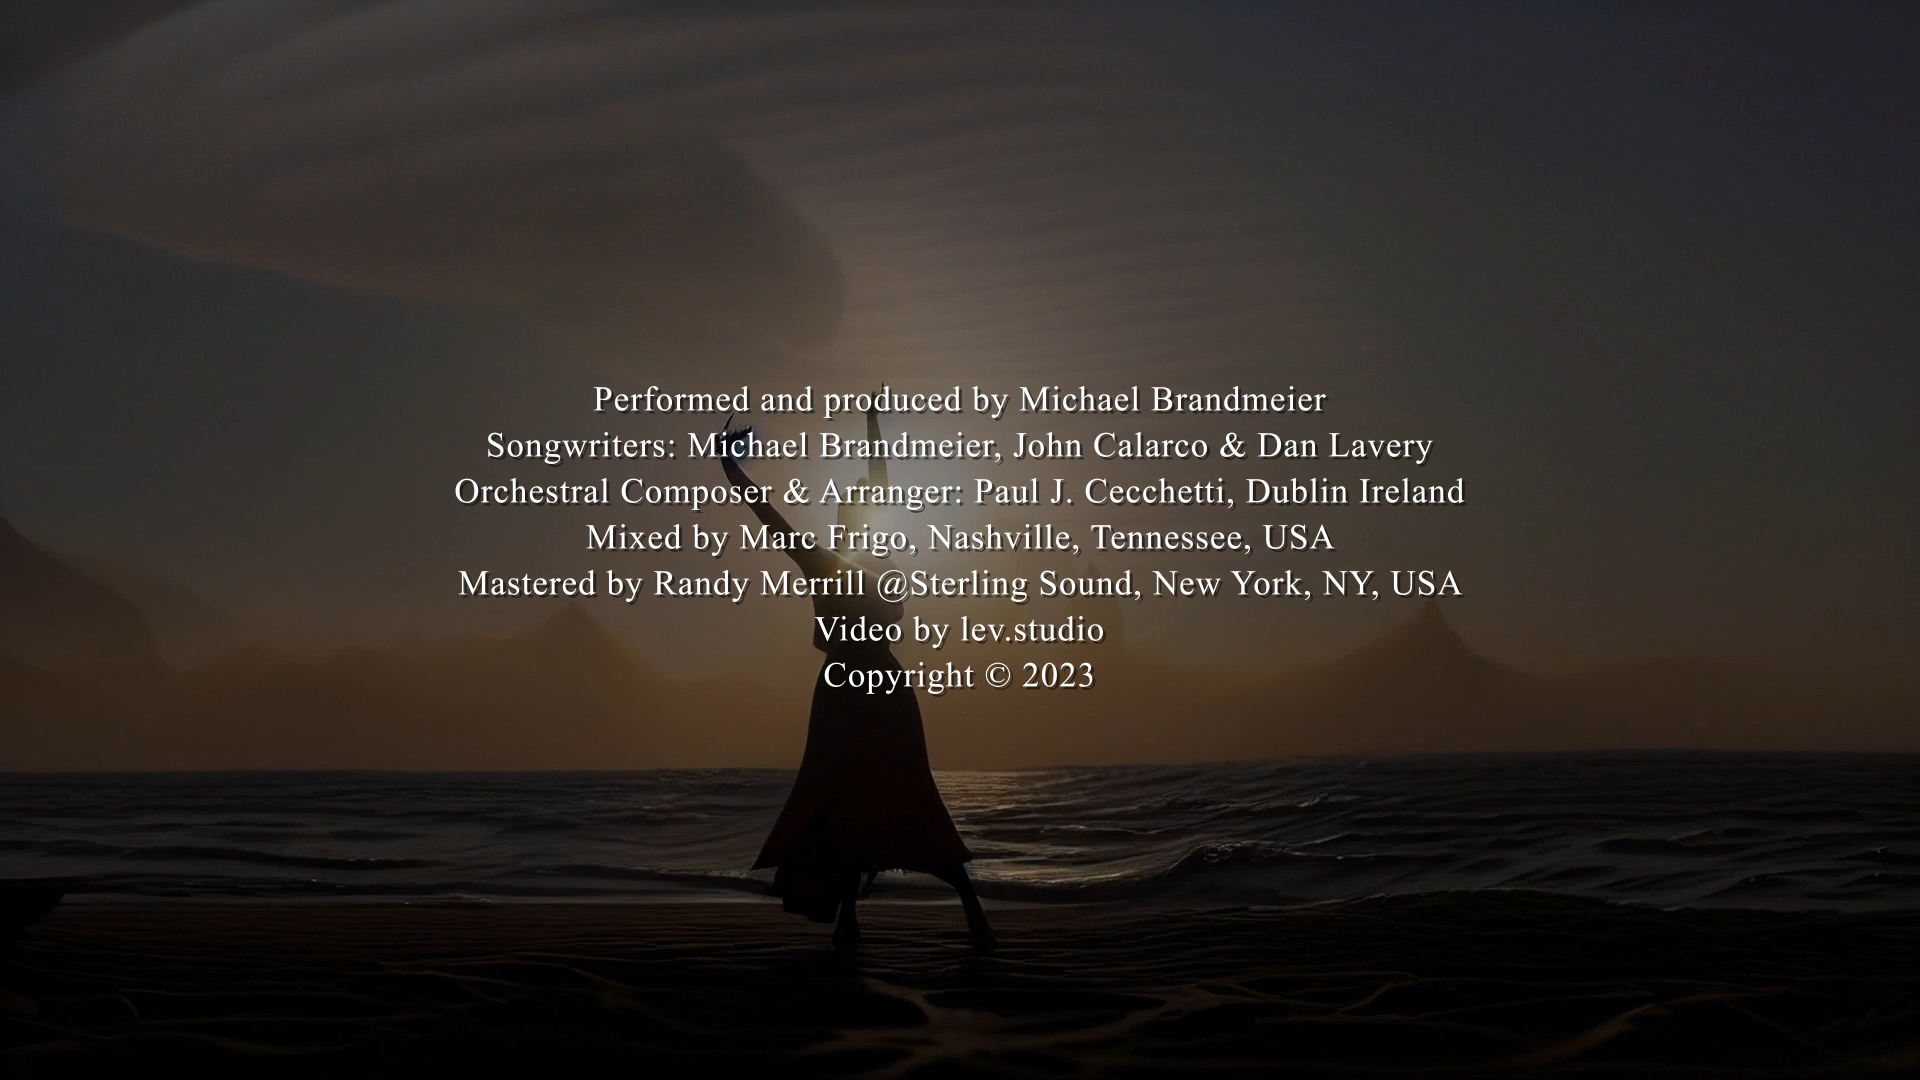 Performed and produced by Michael Brandmeier
Songwriters: Michael Brandmeier, John Calarco & Dan Lavery
Orchestral Composer & Arranger: Paul J. Cecchetti, Dublin Ireland
Mixed by Marc Frigo, Nashville, Tennessee, USA
Mastered by Randy Merrill @Sterling Sound, New York, NY, USA
Video by lev.studio
Copyright © 2023